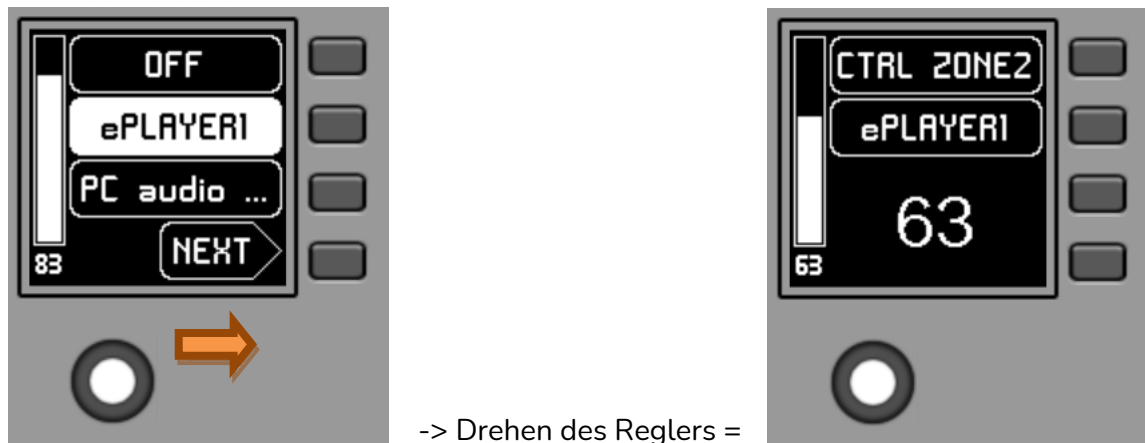 OFF
ePLAYER1
PC audio ...
NEXT
83
CTRL ZONE2
ePLAYER1
63
63
-> Drehen des Reglers =